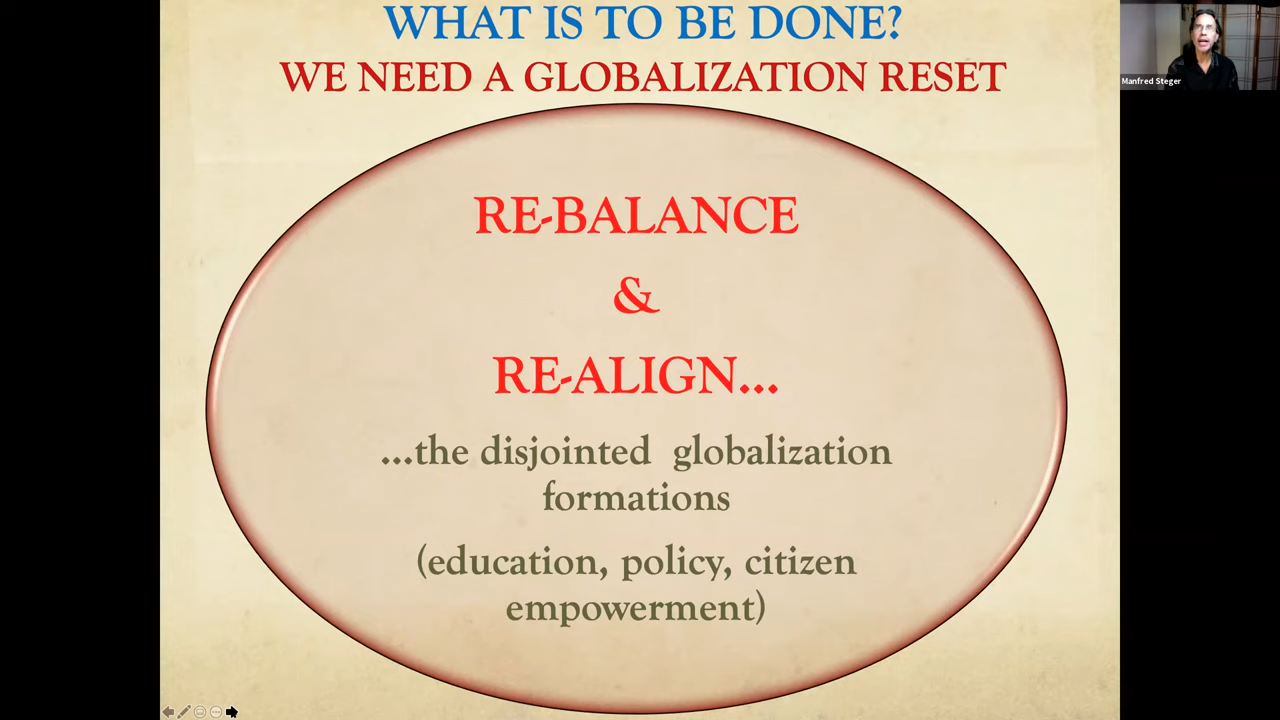 WHAT IS TO BE DONE?
WE NEED A GLOBALIZATION RESET
RE-BALANCE
&
RE-ALIGN...
...the disjointed globalization
formations
(education, policy, citizen
empowerment)
Manfred Steger